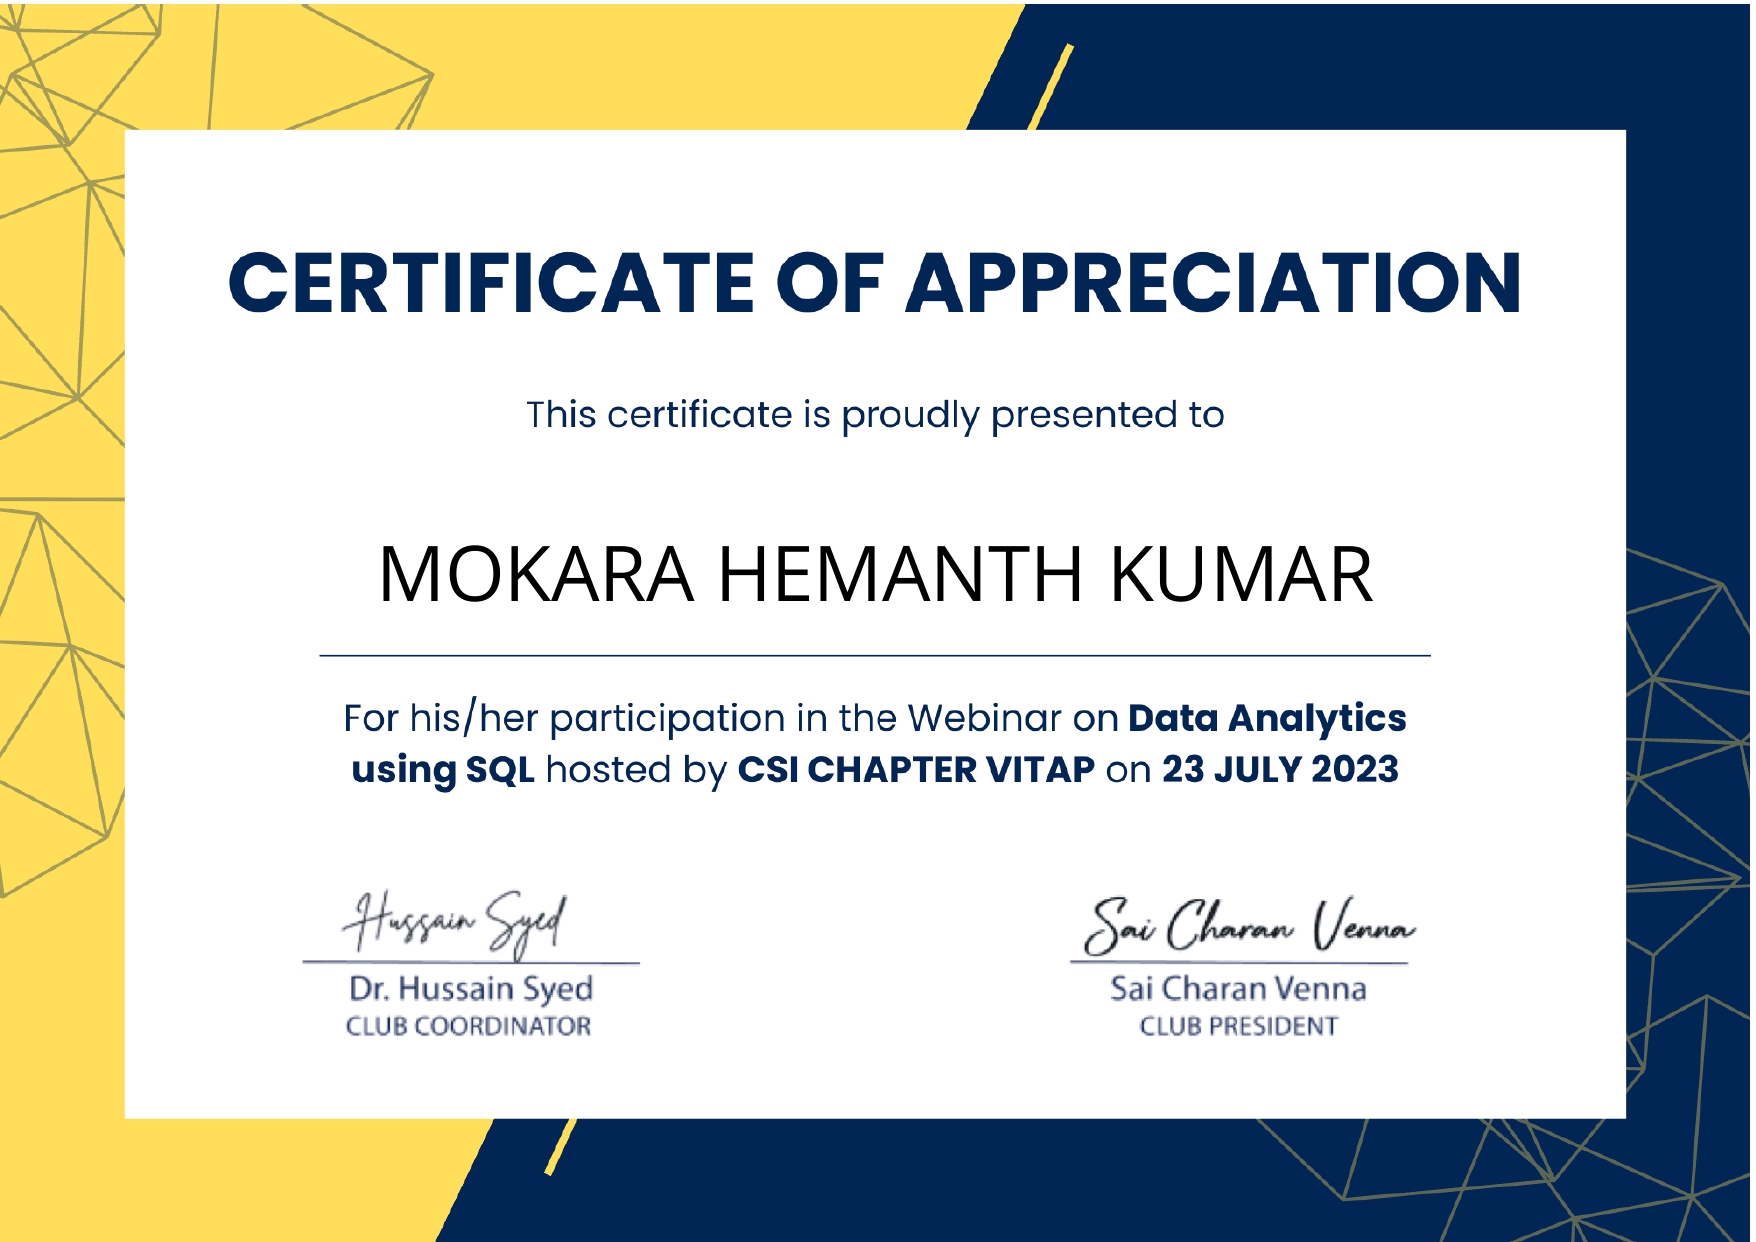 CERTIFICATE OF APPRECIATION
This certificate is proudly presented to
MOKARA HEMANTH KUMAR
For his/her participation in the Webinar on Data Analytics
using SQL hosted by CSI CHAPTER VITAP on 23 JULY 2023
Hussain Syed
Dr. Hussain Syed
CLUB COORDINATOR
Sai Charan Venna
Sai Charan Venna
CLUB PRESIDENT